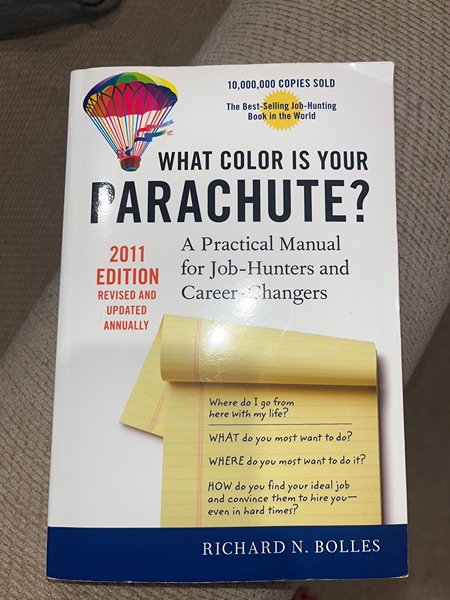 10,000,000 COPIES SOLD
The Best-Selling Job-Hunting
Book in the World
WHAT COLOR IS YOUR
PARACHUTE?
2011
EDITION
REVISED AND
UPDATED
ANNUALLY
A Practical Manual
for Job-Hunters and
Career-Changers
Where do I go from
here with my life?
WHAT do you most want to do?
WHERE do you most want to do it?
HOW do you find your ideal job
and convince them to hire you—
even in hard times?
RICHARD N. BOLLES